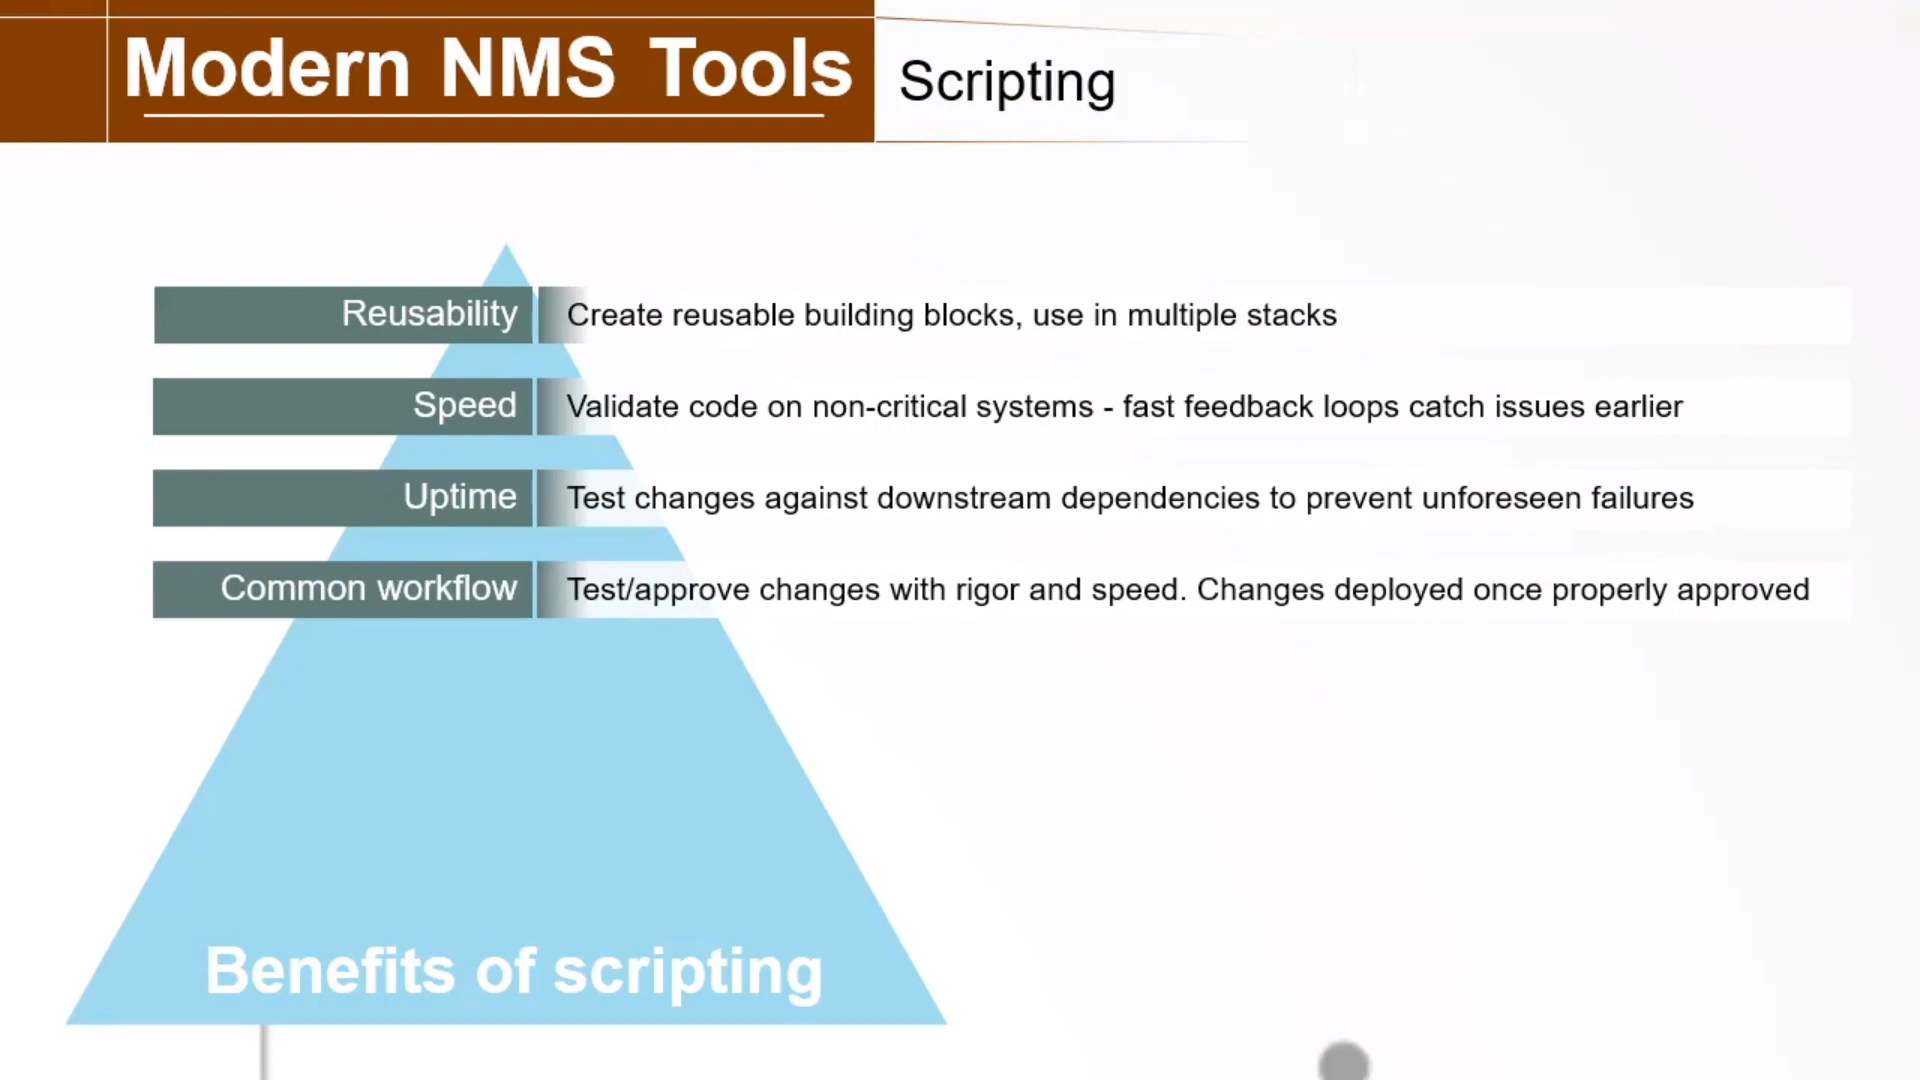 Modern NMS Tools
Scripting
Reusability
Create reusable building blocks, use in multiple stacks
Speed
Validate code on non-critical systems - fast feedback loops catch issues earlier
Uptime
Test changes against downstream dependencies to prevent unforeseen failures
Common workflow
Test/approve changes with rigor and speed. Changes deployed once properly approved
Benefits of scripting